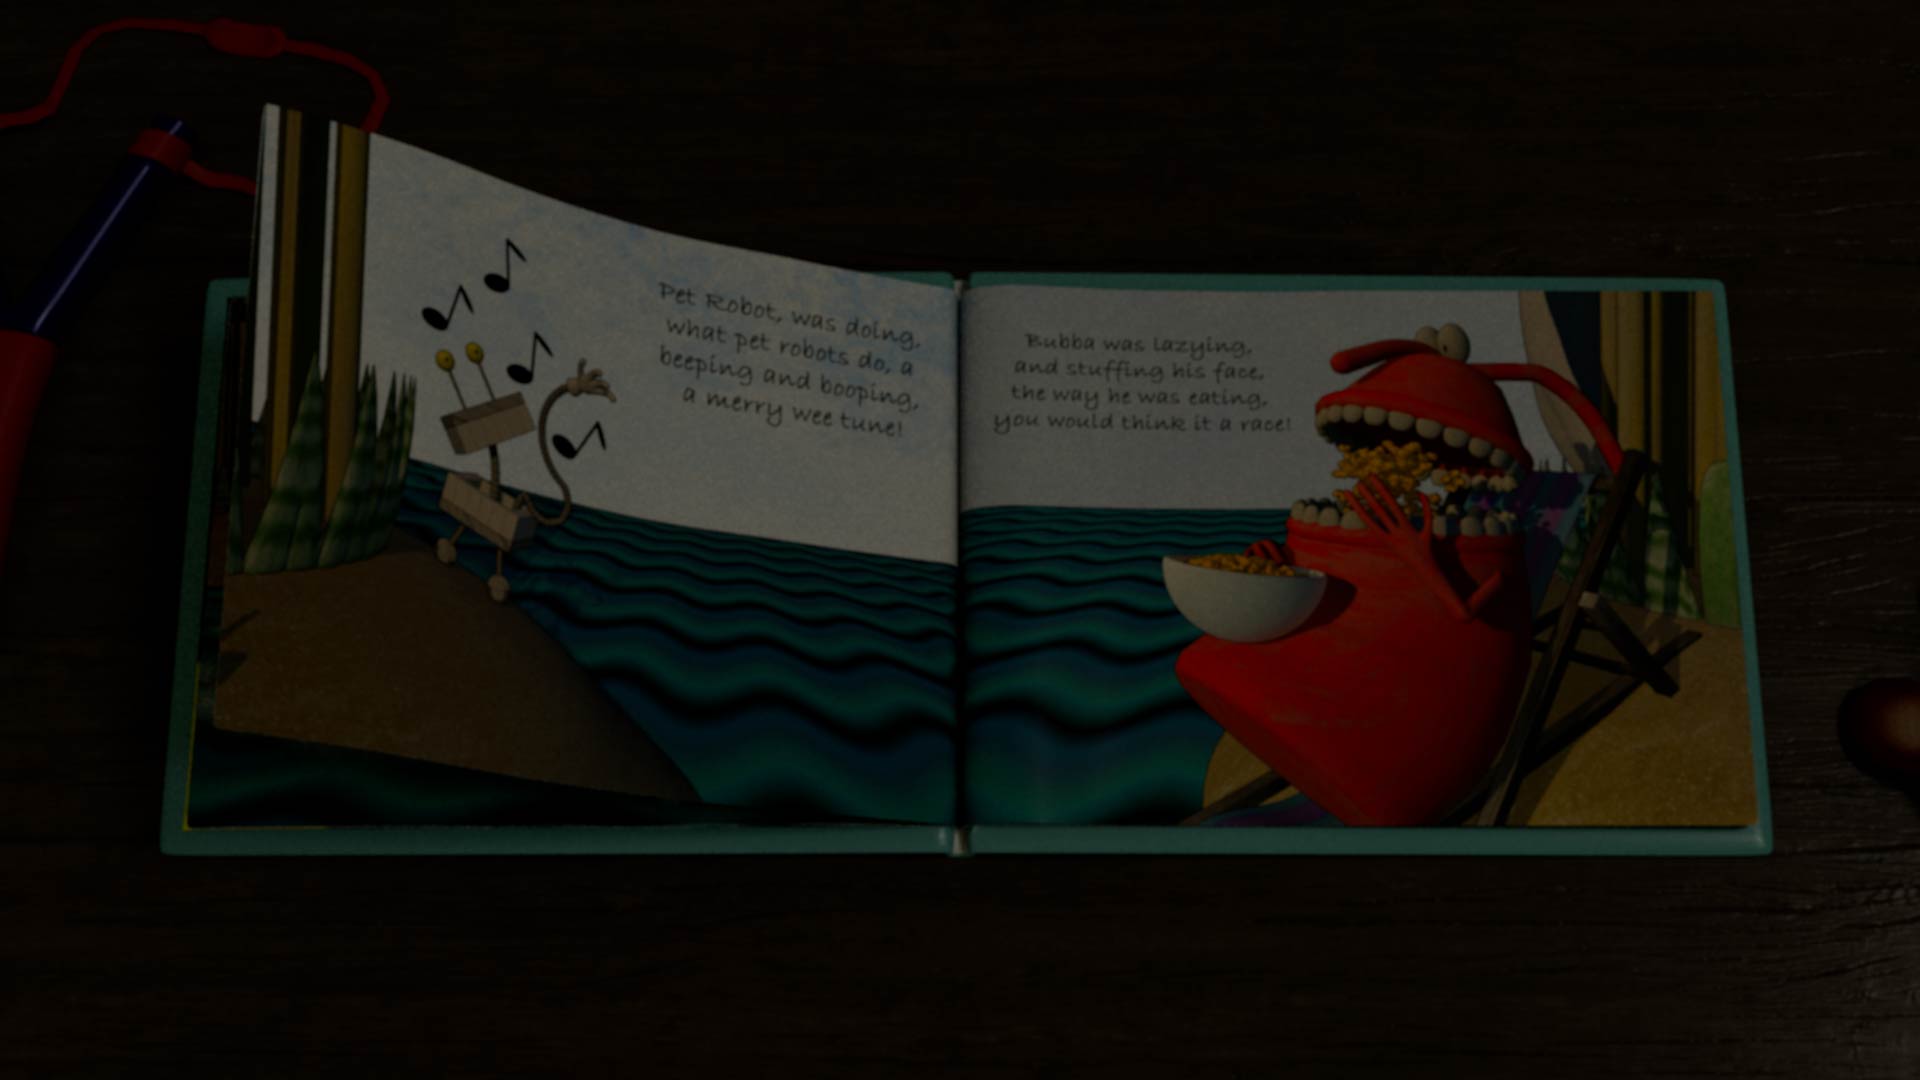 Pet Robot, was doing,
what pet robots do, a
beeping and booping,
a merry wee tune!
Bubba was lazying,
and stuffing his face,
the way he was eating,
you would think it a race!